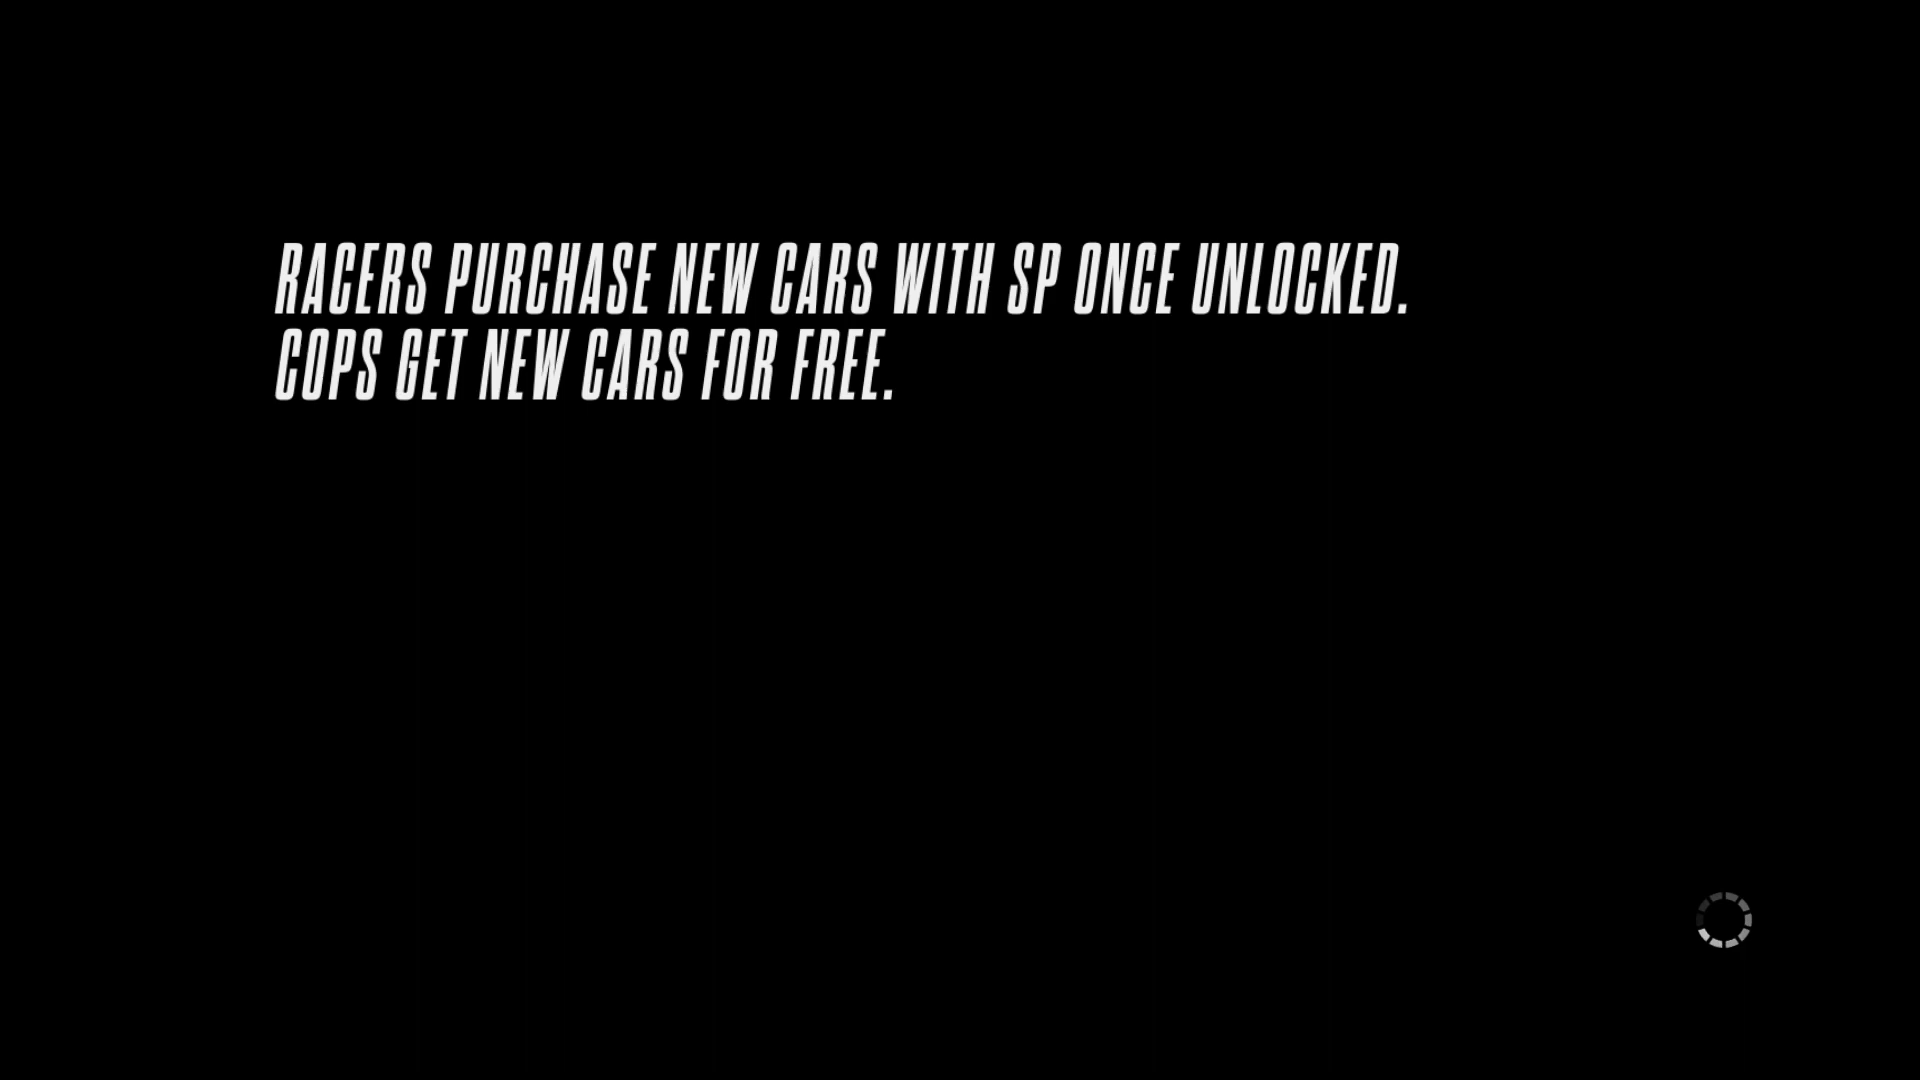 RACERS PURCHASE NEW CARS WITH SP ONCE UNLOCKED.
COPS GET NEW CARS FOR FREE.